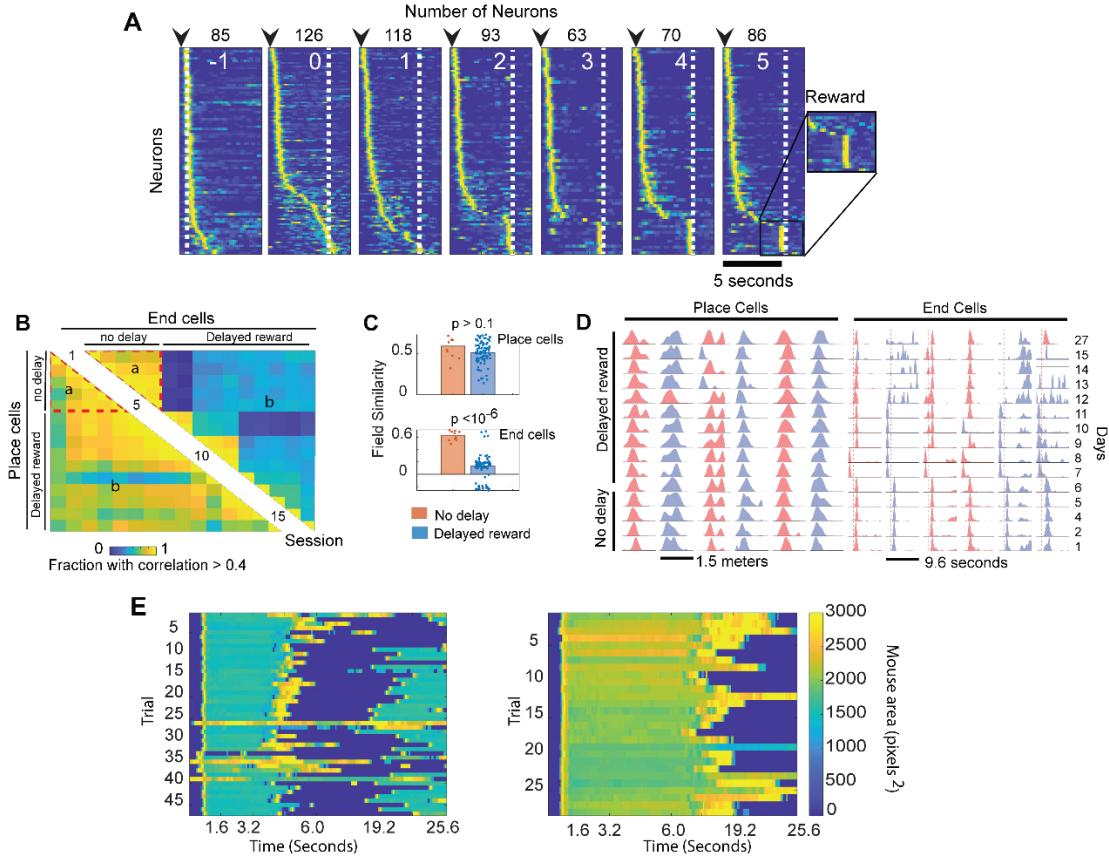 Number of Neurons
A
85 126 118 93 63 70 86
-1 0 1 2 3 4 5
Reward
Neurons
5 seconds
B
End cells
no delay Delayed reward
Place cells
no delay
Delayed reward
1
a
a
5
b
10
b
15
Session
0 1
Fraction with correlation > 0.4
C
p > 0.1
0.5
Place cells
0
Field Similarity
p <10-6
0.6
End cells
0
No delay
Delayed reward
D
Place Cells End Cells
Delayed reward
No delay
27
15
14
13
12
11
10
9
8
7
6
5
4
2
1
Days
1.5 meters
9.6 seconds
E
Trial
5
10
15
20
25
30
35
40
45
1.6 3.2 6.0 19.2 25.6
Time (Seconds)
Trial
5
10
15
20
25
1.6 3.2 6.0 19.2 25.6
Time (Seconds)
3000
2500
2000
1500
1000
500
0
Mouse area (pixels 2)